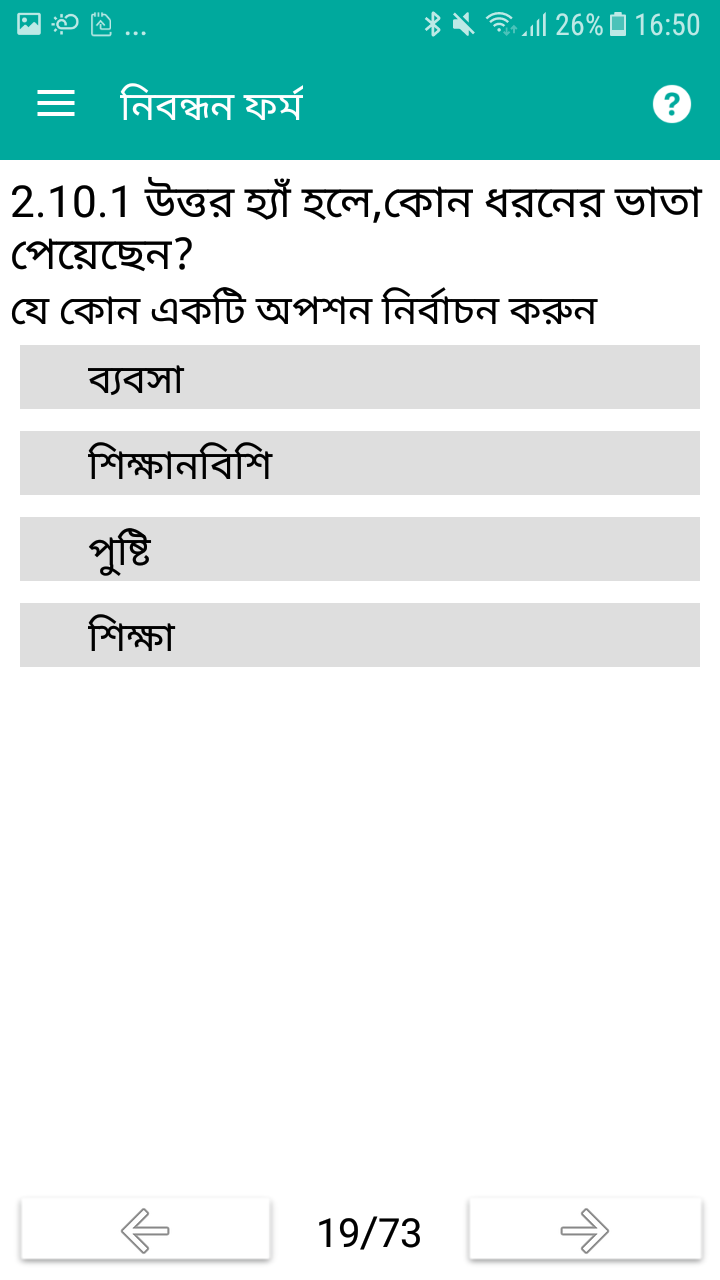 ... 26% 16:50
নিবন্ধন ফর্ম ?
2.10.1 উত্তর হ্যাঁ হলে,কোন ধরনের ভাতা
পেয়েছেন?
যে কোন একটি অপশন নির্বাচন করুন
ব্যবসা
শিক্ষানবিশি
পুষ্টি
শিক্ষা
19/73